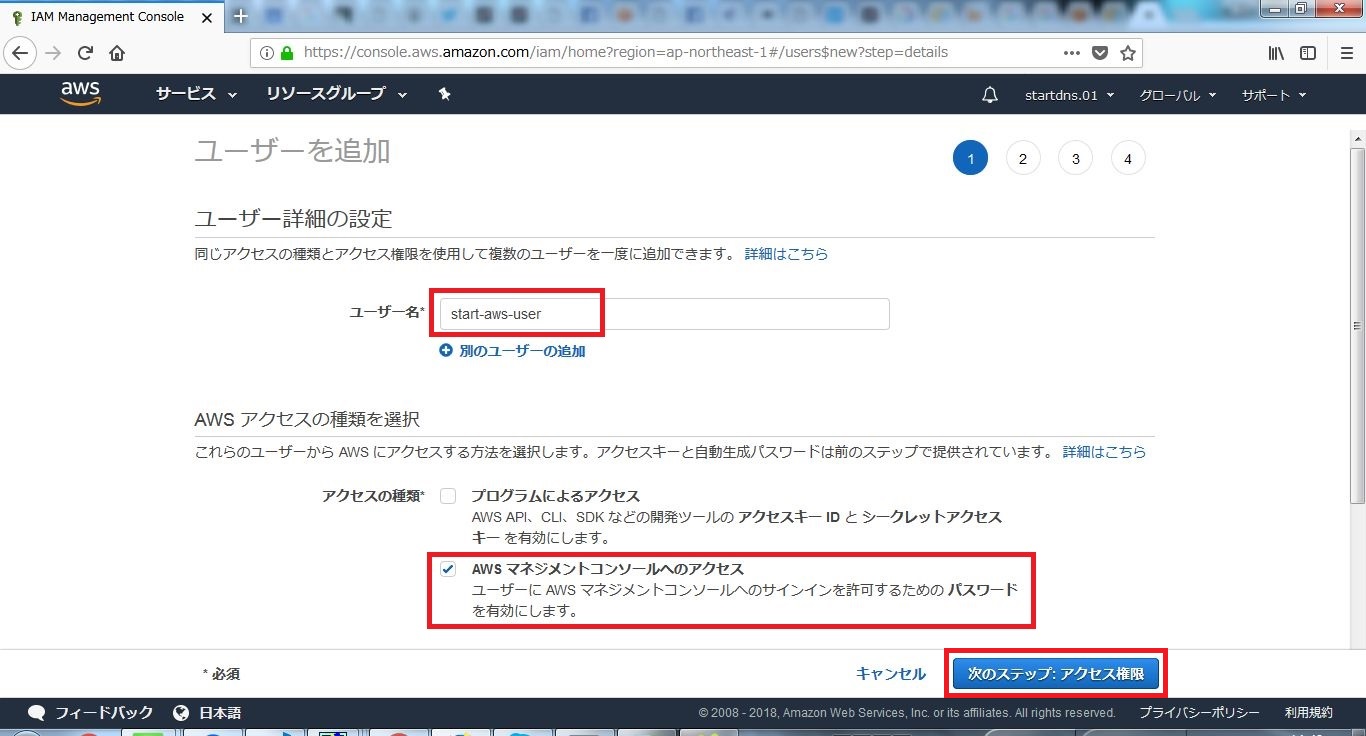 IAM Management Console
https://console.aws.amazon.com/iam/home?region=ap-northeast-1#/users$new?step=details
aws サービス リソースグループ startdns.01 グローバル サポート
ユーザーを追加 1 2 3 4
ユーザー詳細の設定
同じアクセスの種類とアクセス権限を使用して複数のユーザーを一度に追加できます。 詳細はこちら
ユーザー名* start-aws-user
別のユーザーの追加
AWS アクセスの種類を選択
これらのユーザーから AWS にアクセスする方法を選択します。アクセスキーと自動生成パスワードは前のステップで提供されています。 詳細はこちら
アクセスの種類* プログラムによるアクセス
AWS API、CLI、SDK などの開発ツールの アクセスキー ID と シークレットアクセス
キー を有効にします。
AWS マネジメントコンソールへのアクセス
ユーザーに AWS マネジメントコンソールへのサインインを許可するための パスワード
を有効にします。
* 必須 キャンセル 次のステップ: アクセス権限
フィードバック 日本語 © 2008 - 2018, Amazon Web Services, Inc. or its affiliates. All rights reserved. プライバシーポリシー 利用規約